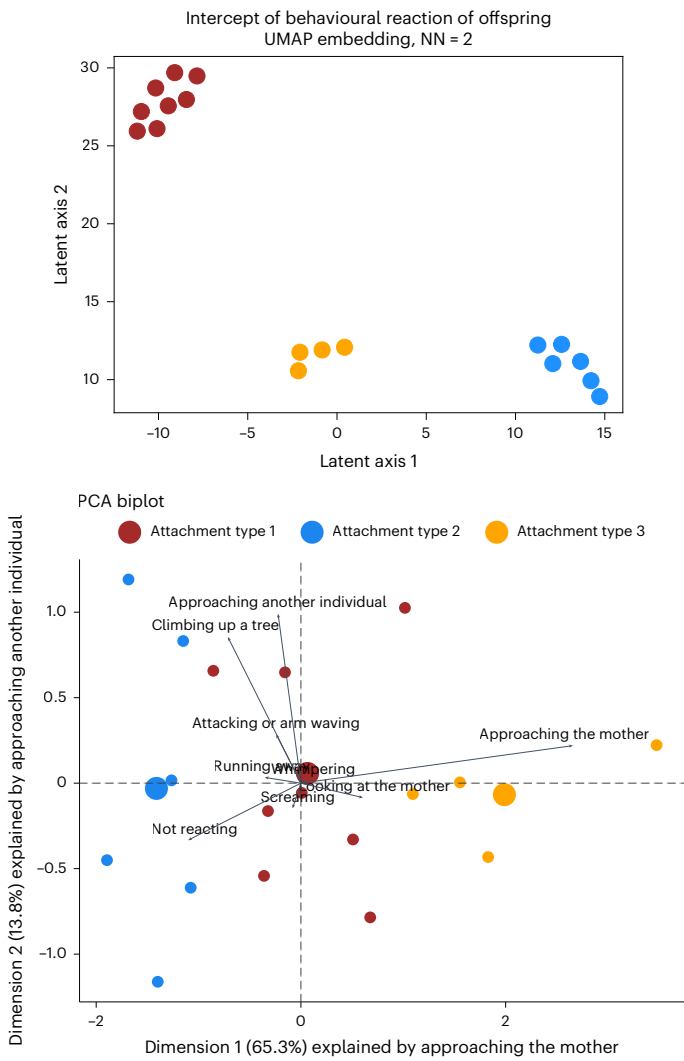 Intercept of behavioural reaction of offspring
UMAP embedding, NN = 2
30
25
20
15
10
Latent axis 2
−10
−5
0
5
10
15
Latent axis 1
PCA biplot
Attachment type 1
Attachment type 2
Attachment type 3
Dimension 2 (13.8%) explained by approaching another individual
1.0
0.5
0
−0.5
−1.0
Approaching another individual
Climbing up a tree
Attacking or arm waving
Approaching the mother
Running away
Whimpering
Looking at the mother
Screaming
Not reacting
−2
0
2
Dimension 1 (65.3%) explained by approaching the mother